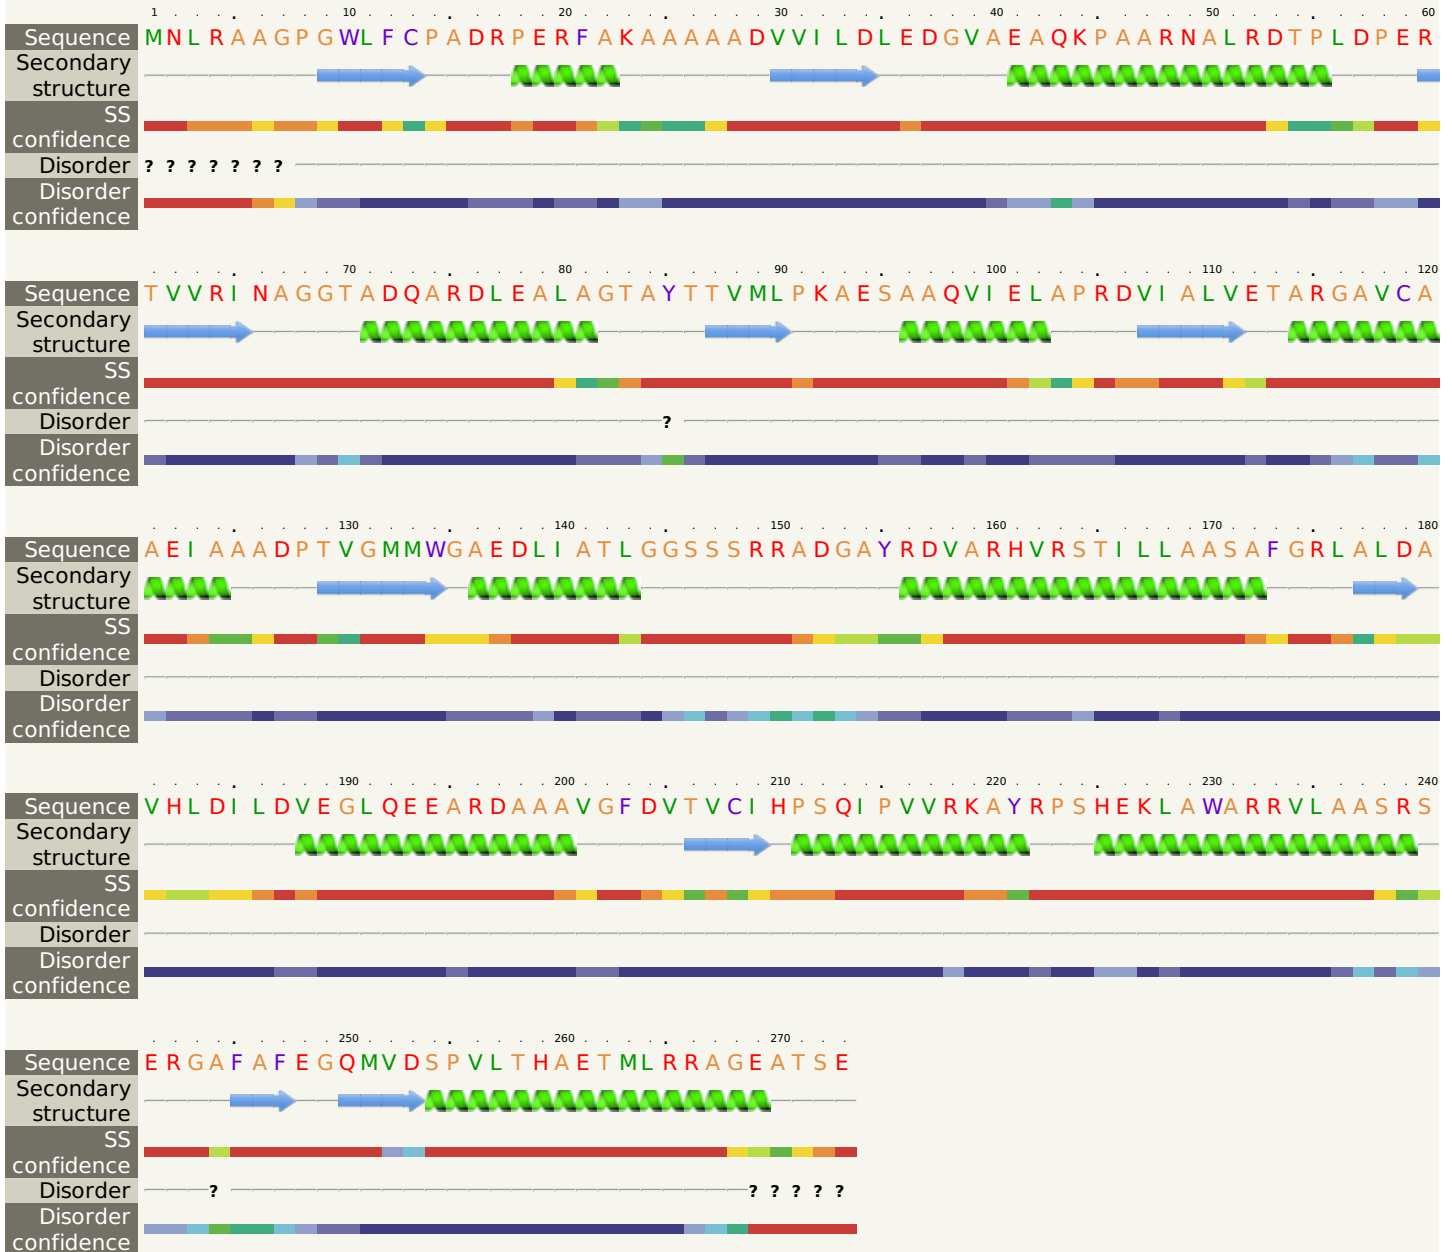 1 10 20 30 40 50 60
Sequence MNLRAAGPGWLFCPADRPERFAKAAAAADVVILDLEDGVAEAQKPAARNALRDTPLDPER
Secondary
structure
SS
confidence
Disorder ? ? ? ? ? ? ?
Disorder
confidence
70 80 90 100 110 120
Sequence TVVRINAGGTADQARDLEALAGTAYTTVMLPKAESAAQVIELAPRDVIALVETARGAVCA
Secondary
structure
SS
confidence
Disorder ?
Disorder
confidence
130 140 150 160 170 180
Sequence AEIAAADPTVGMMWGAEDLIATLGGSSSRRADGAYRDVARHVRSTILLAASAFGRLALDA
Secondary
structure
SS
confidence
Disorder
Disorder
confidence
190 200 210 220 230 240
Sequence VHLDILDVEGLQEEARDAAAVGFDVTVCIHPSQIPVVRKAYRPSHEKLAWARRVLAASRS
Secondary
structure
SS
confidence
Disorder
Disorder
confidence
250 260 270
Sequence ERGAFAFEGQMVDSPVLTHAETMLRRAGEATSE
Secondary
structure
SS
confidence
Disorder ? ? ? ? ? ?
Disorder
confidence